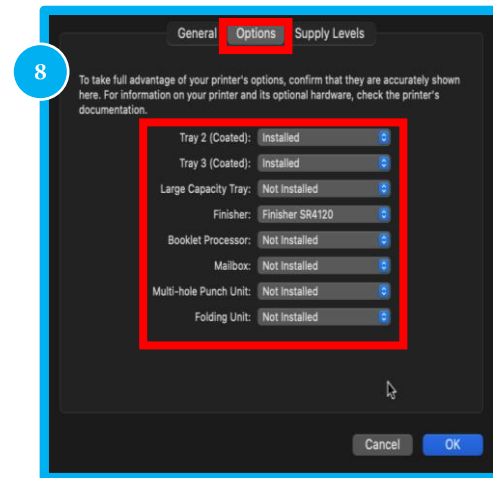 General Options Supply Levels
8
To take full advantage of your printer's options, confirm that they are accurately shown
here. For information on your printer and its optional hardware, check the printer's
documentation.
Tray 2 (Coated): Installed
Tray 3 (Coated): Installed
Large Capacity Tray: Not Installed
Finisher: Finisher SR4120
Booklet Processor: Not Installed
Mailbox: Not Installed
Multi-hole Punch Unit: Not Installed
Folding Unit: Not Installed
Cancel OK